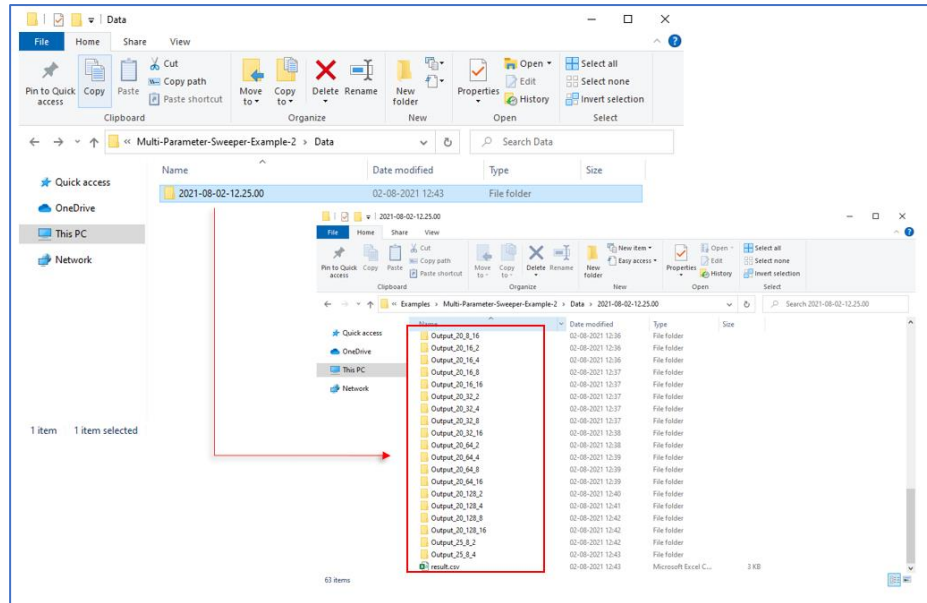 Data
File Home Share View
Pin to Quick access
Copy
Paste
Cut
Copy path
Paste shortcut
Move to
Copy to
Delete
Rename
New folder
Properties
Open
Edit
History
Select all
Select none
Invert selection
Clipboard Organize New Open Select
« Multi-Parameter-Sweeper-Example-2 > Data
Search Data
Quick access
OneDrive
This PC
Network
Name Date modified Type Size
2021-08-02-12.25.00 02-08-2021 12:43 File folder
1 item 1 item selected
2021-08-02-12.25.00
File Home Share View
Pin to Quick access
Copy
Paste
Cut
Copy path
Paste shortcut
Move to
Copy to
Delete
Rename
New folder
New item
Easy access
Properties
Open
Edit
History
Select all
Select none
Invert selection
Clipboard Organize New Open Select
« Examples > Multi-Parameter-Sweeper-Example-2 > Data > 2021-08-02-12.25.00
Search 2021-08-02-12.25.00
Quick access
OneDrive
This PC
Network
Name Date modified Type Size
Output_20_8_16 02-08-2021 12:36 File folder
Output_20_16_2 02-08-2021 12:36 File folder
Output_20_16_4 02-08-2021 12:36 File folder
Output_20_16_8 02-08-2021 12:37 File folder
Output_20_16_16 02-08-2021 12:37 File folder
Output_20_32_2 02-08-2021 12:37 File folder
Output_20_32_4 02-08-2021 12:37 File folder
Output_20_32_8 02-08-2021 12:37 File folder
Output_20_32_16 02-08-2021 12:38 File folder
Output_20_64_2 02-08-2021 12:38 File folder
Output_20_64_4 02-08-2021 12:39 File folder
Output_20_64_8 02-08-2021 12:39 File folder
Output_20_64_16 02-08-2021 12:39 File folder
Output_20_128_2 02-08-2021 12:40 File folder
Output_20_128_4 02-08-2021 12:41 File folder
Output_20_128_8 02-08-2021 12:42 File folder
Output_20_128_16 02-08-2021 12:42 File folder
Output_25_8_2 02-08-2021 12:42 File folder
Output_25_8_4 02-08-2021 12:43 File folder
result.csv 02-08-2021 12:43 Microsoft Excel C... 3 KB
63 items